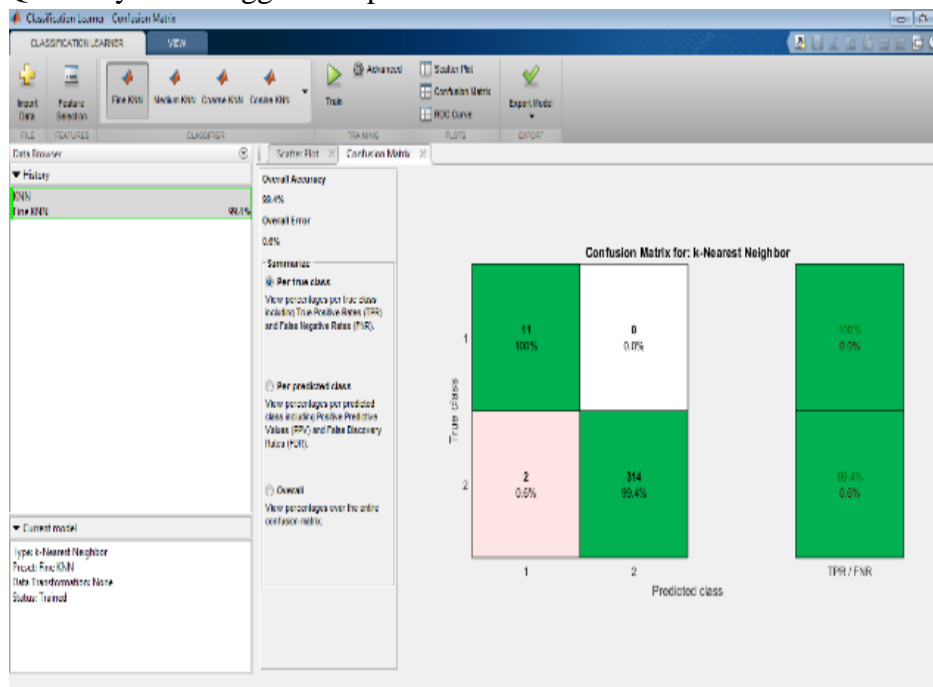 Classification Learner - Confusion Matrix
CLASSIFICATION LEARNER VIEW
Import Data
Feature Selection
Fine KNN
Medium KNN
Coarse KNN
Cosine KNN
Train
Advanced
Scatter Plot
Confusion Matrix
ROC Curve
Export Model
FILE FEATURES CLASSIFIER TRAINING PLOTS EXPORT
Data Browser
Scatter Plot
Confusion Matrix
History
KNN
Fine KNN 99.4%
Current model
Type: k-Nearest Neighbor
Preset: Fine KNN
Data Transformation: None
Status: Trained
Overall Accuracy
99.4%
Overall Error
0.6%
Summarize
Per true class
View percentages per true class
including True Positive Rates (TPR)
and False Negative Rates (FNR).
Per predicted class
View percentages per predicted
class including Positive Predictive
Values (PPV) and False Discovery
Rates (FDR).
Overall
View percentages over the entire
confusion matrix.
Confusion Matrix for: k-Nearest Neighbor
True class
1
11
100%
0
0.0%
100%
0.0%
2
2
0.6%
314
99.4%
99.4%
0.6%
1 2 TPR / FNR
Predicted class